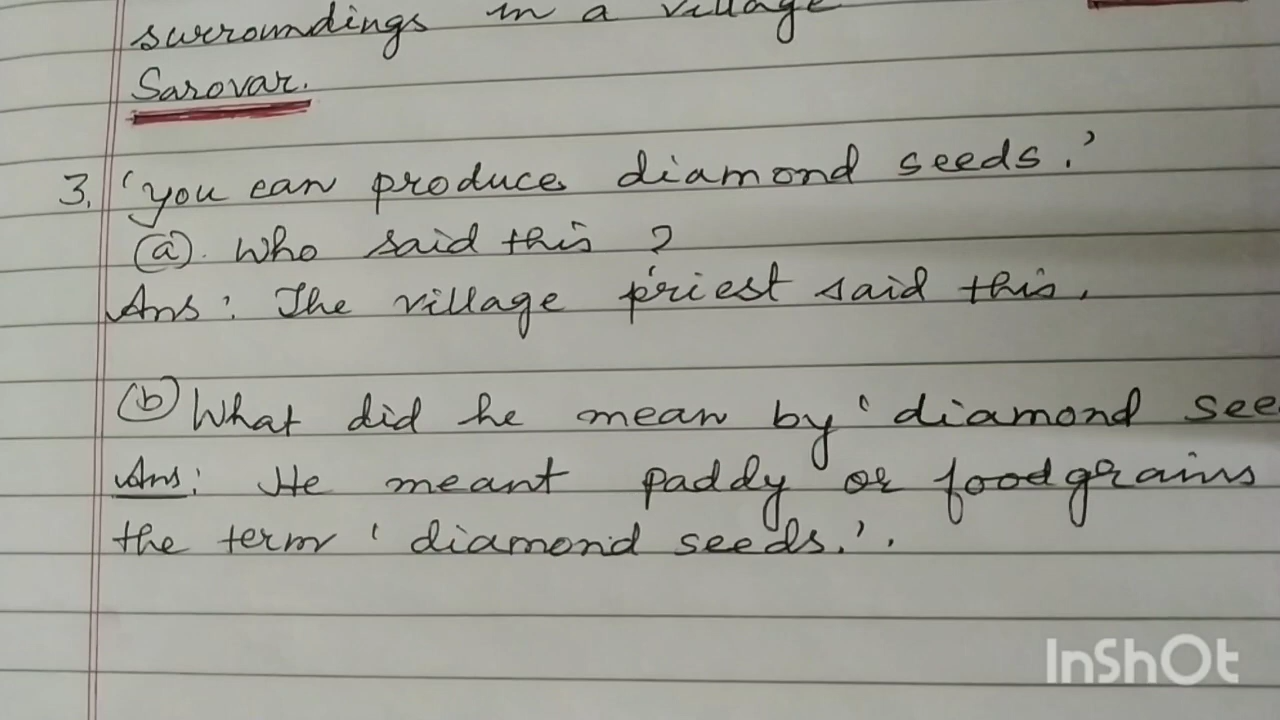 surroundings in a village
Sarovar.
3. 'you can produce diamond seeds.'
(a). Who said this ?
Ans : The village priest said this.
(b) What did he mean by 'diamond see
Ans : He meant paddy or foodgrains
the term 'diamond seeds.'.
InShOt